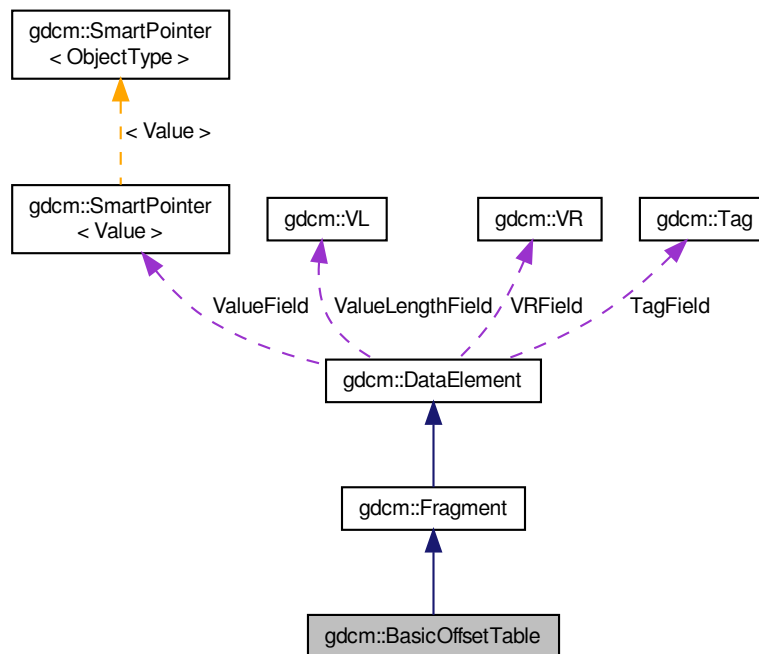 gdcm::SmartPointer
< ObjectType >
< Value >
gdcm::SmartPointer
< Value >
gdcm::VL
gdcm::VR
gdcm::Tag
ValueField
ValueLengthField
VRField
TagField
gdcm::DataElement
gdcm::Fragment
gdcm::BasicOffsetTable